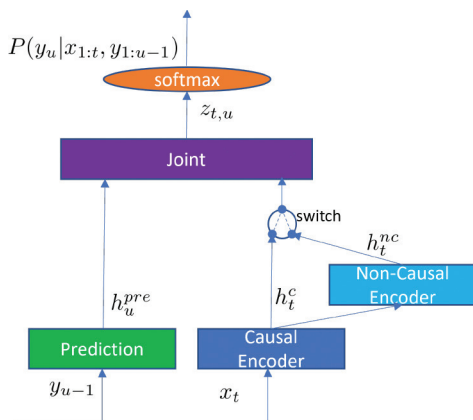 P(y_u|x_{1:t}, y_{1:u-1})
softmax
z_{t,u}
Joint
switch
h_t^{nc}
Non-Causal
Encoder
h_u^{pre}
h_t^c
Prediction
Causal
Encoder
y_{u-1}
x_t